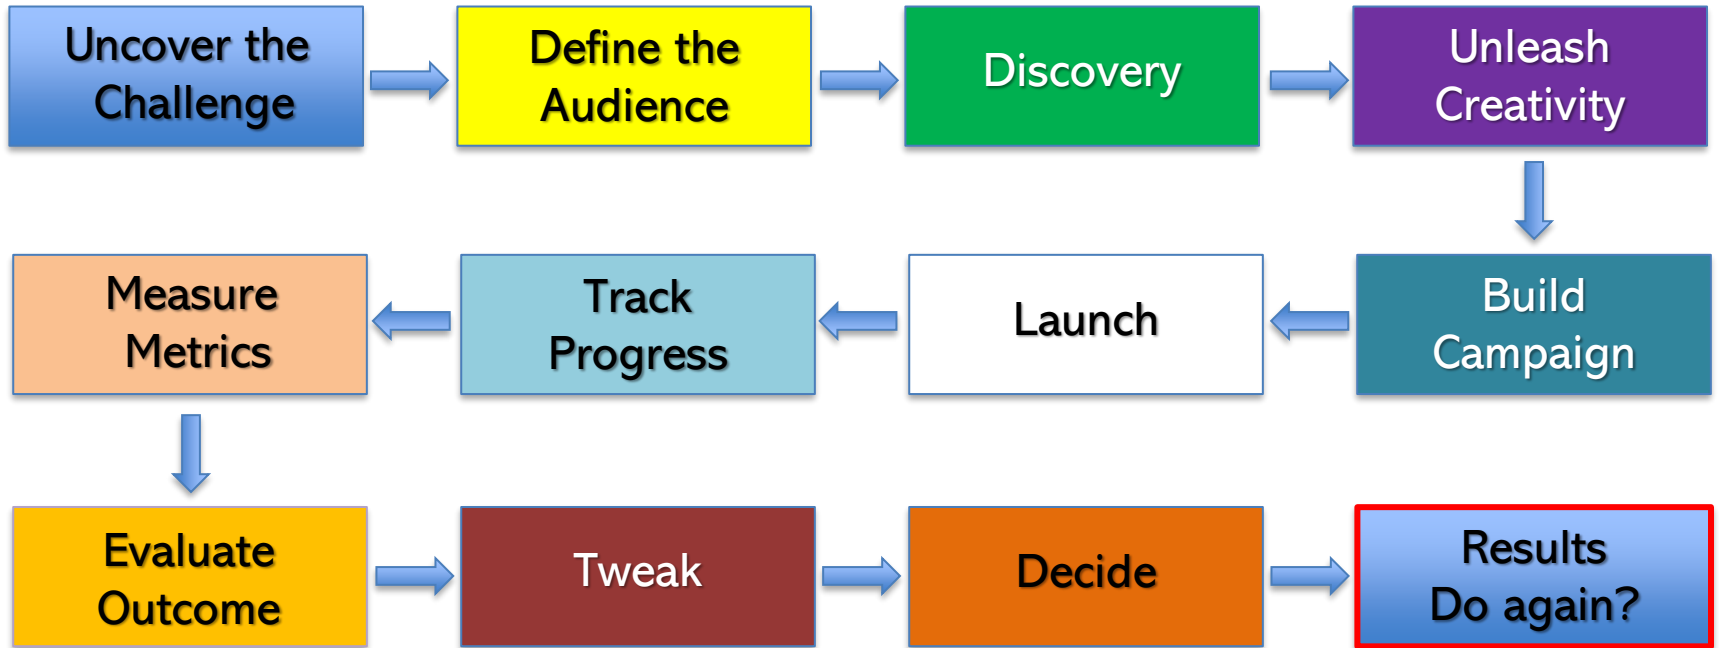 Uncover the
Challenge
Define the
Audience
Discovery
Unleash
Creativity
Build
Campaign
Launch
Track
Progress
Measure
Metrics
Evaluate
Outcome
Tweak
Decide
Results
Do again?